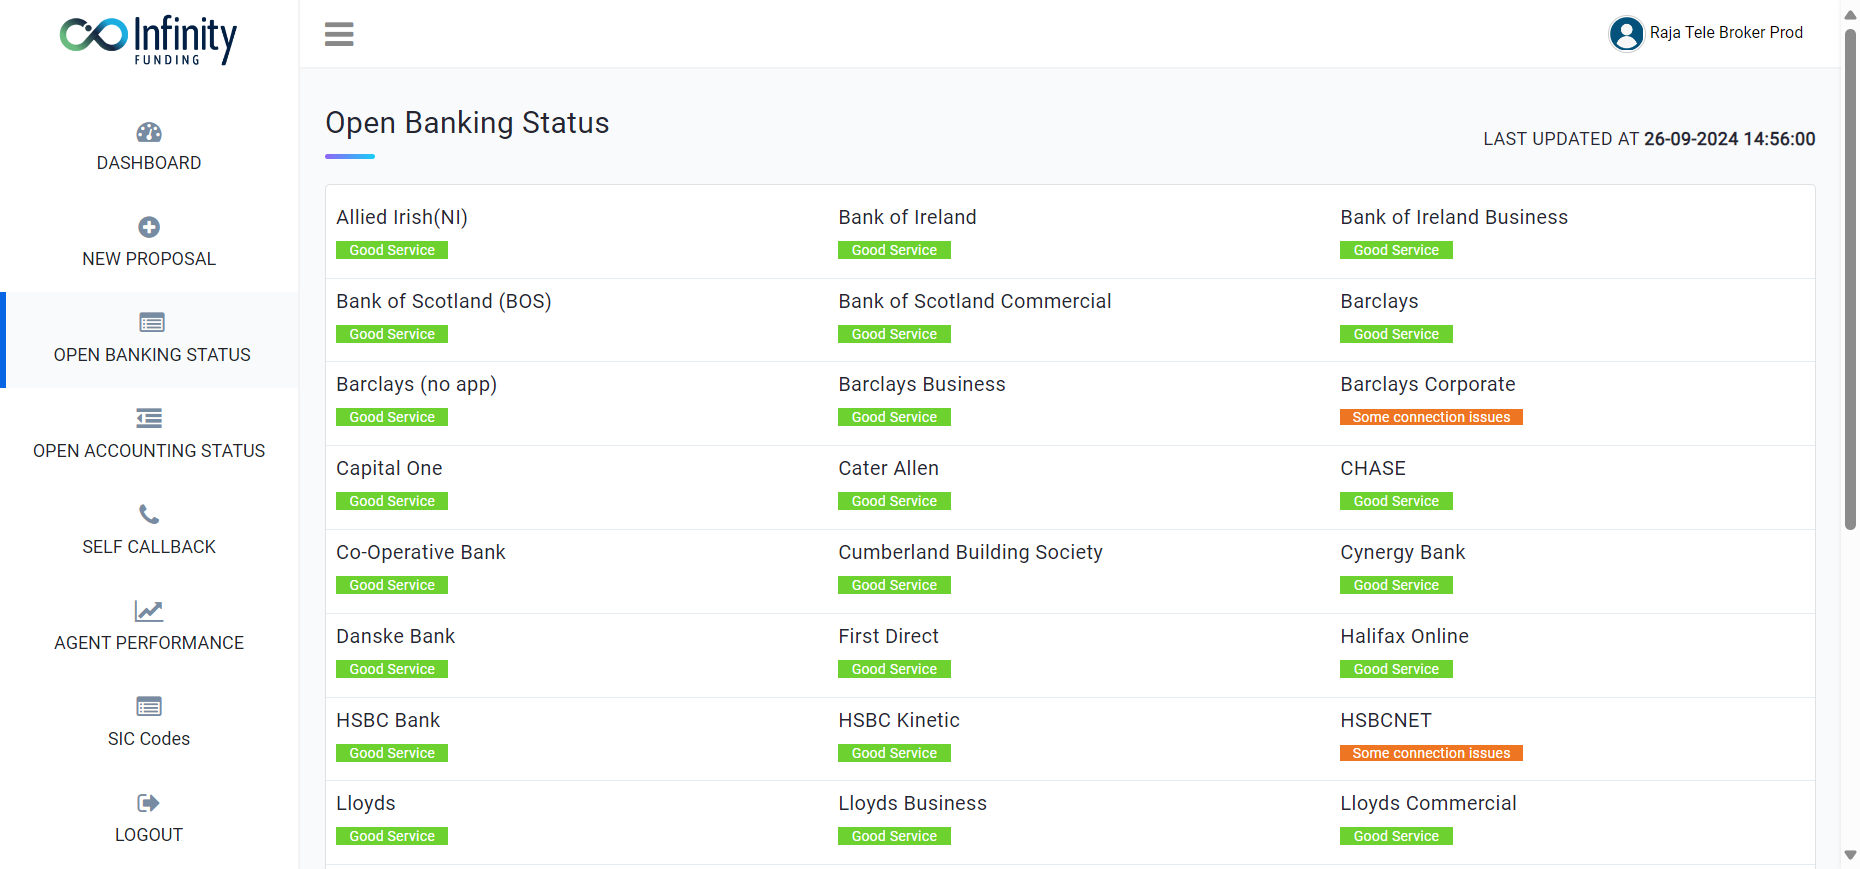 Infinity
FUNDING
Raja Tele Broker Prod
DASHBOARD
NEW PROPOSAL
OPEN BANKING STATUS
OPEN ACCOUNTING STATUS
SELF CALLBACK
AGENT PERFORMANCE
SIC Codes
LOGOUT
Open Banking Status
LAST UPDATED AT 26-09-2024 14:56:00
Allied Irish(NI) Bank of Ireland Bank of Ireland Business
Good Service Good Service Good Service
Bank of Scotland (BOS) Bank of Scotland Commercial Barclays
Good Service Good Service Good Service
Barclays (no app) Barclays Business Barclays Corporate
Good Service Good Service Some connection issues
Capital One Cater Allen CHASE
Good Service Good Service Good Service
Co-Operative Bank Cumberland Building Society Cynergy Bank
Good Service Good Service Good Service
Danske Bank First Direct Halifax Online
Good Service Good Service Good Service
HSBC Bank HSBC Kinetic HSBCNET
Good Service Good Service Some connection issues
Lloyds Lloyds Business Lloyds Commercial
Good Service Good Service Good Service